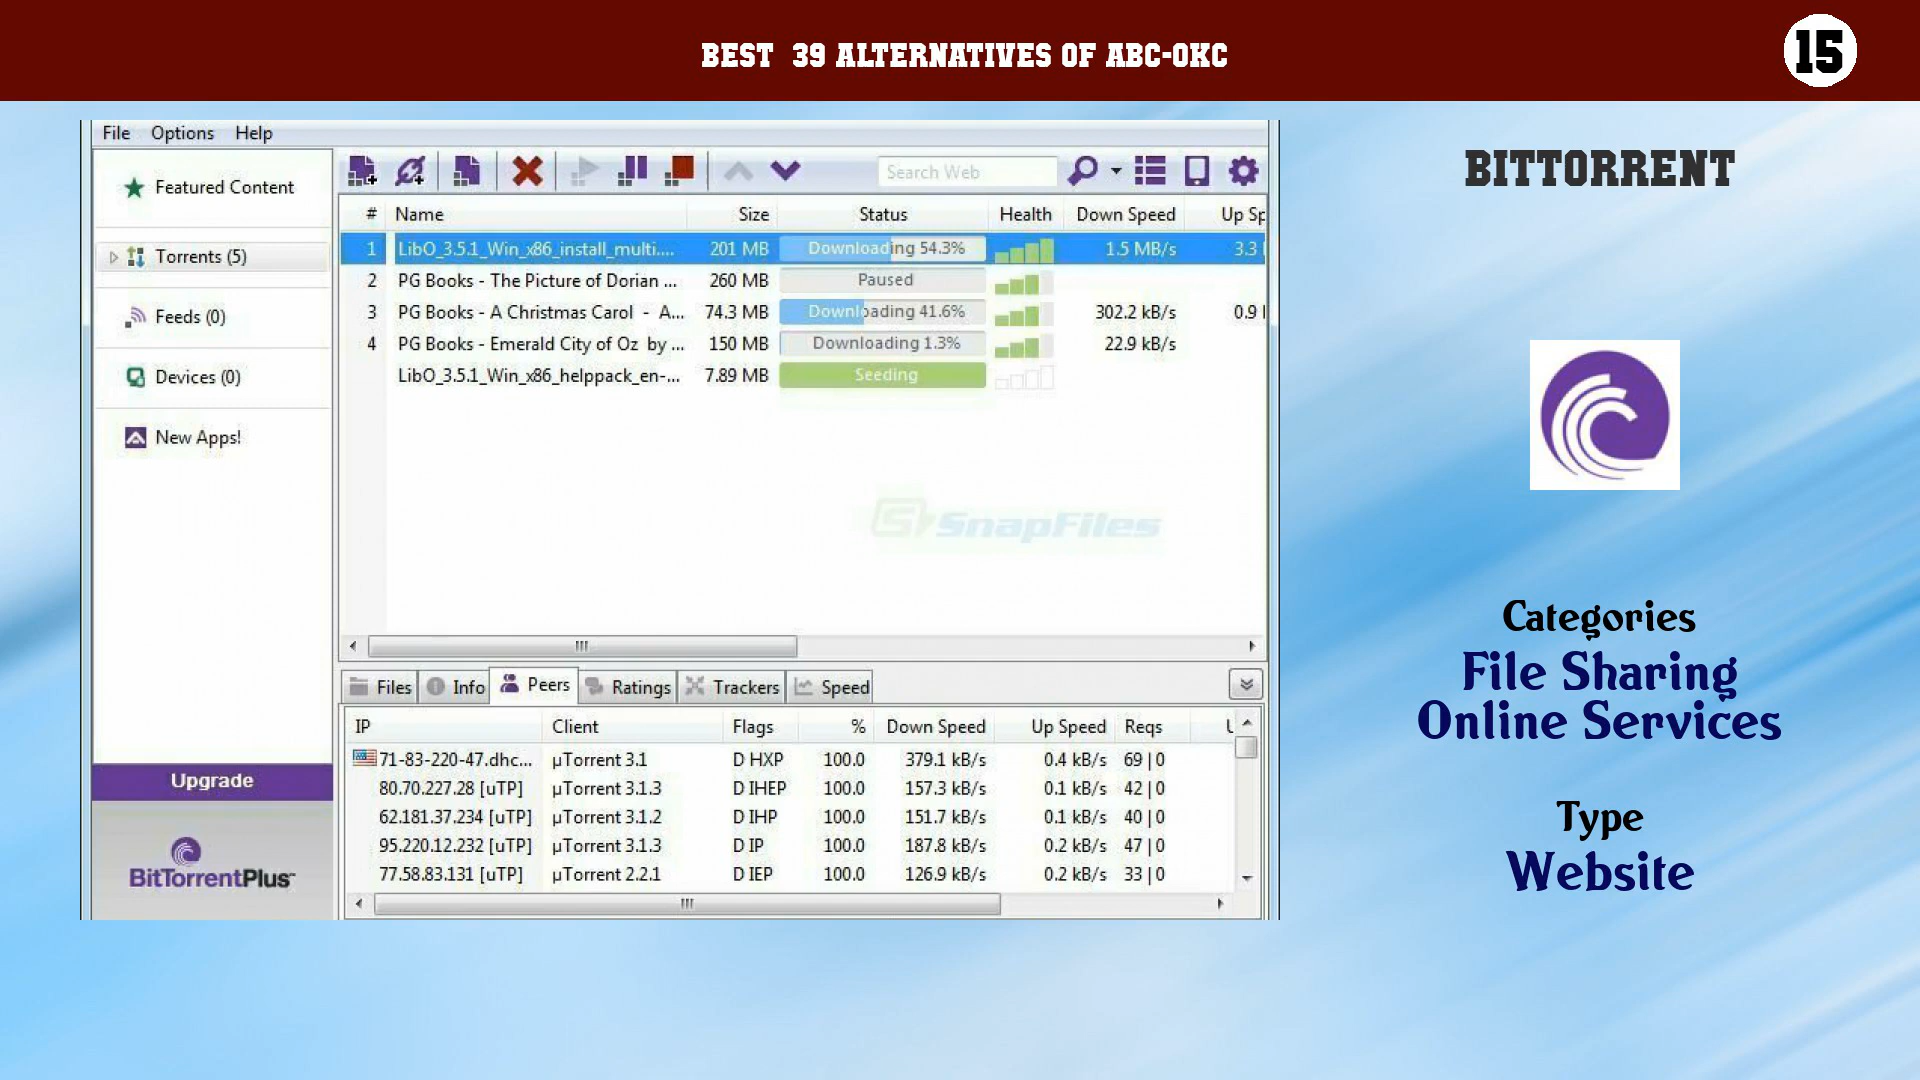 BEST 39 ALTERNATIVES OF ABC-OKC
15
File Options Help
Featured Content
Torrents (5)
Feeds (0)
Devices (0)
New Apps!
Upgrade
BitTorrentPlus
Search Web
# Name Size Status Health Down Speed Up Sp
1 LibO_3.5.1_Win_x86_install_multi.... 201 MB Downloading 54.3% 1.5 MB/s 3.3
2 PG Books - The Picture of Dorian ... 260 MB Paused
3 PG Books - A Christmas Carol - A... 74.3 MB Downloading 41.6% 302.2 kB/s 0.9
4 PG Books - Emerald City of Oz by ... 150 MB Downloading 1.3% 22.9 kB/s
LibO_3.5.1_Win_x86_helppack_en-... 7.89 MB Seeding
SnapFiles
Files Info Peers Ratings Trackers Speed
IP Client Flags % Down Speed Up Speed Reqs
71-83-220-47.dhc... µTorrent 3.1 D HXP 100.0 379.1 kB/s 0.4 kB/s 69|0
80.70.227.28 [uTP] µTorrent 3.1.3 D IHEP 100.0 157.3 kB/s 0.1 kB/s 42|0
62.181.37.234 [uTP] µTorrent 3.1.2 D IHP 100.0 151.7 kB/s 0.1 kB/s 40|0
95.220.12.232 [uTP] µTorrent 3.1.3 D IP 100.0 187.8 kB/s 0.2 kB/s 47|0
77.58.83.131 [uTP] µTorrent 2.2.1 D IEP 100.0 126.9 kB/s 0.2 kB/s 33|0
BITTORRENT
Categories
File Sharing
Online Services
Type
Website